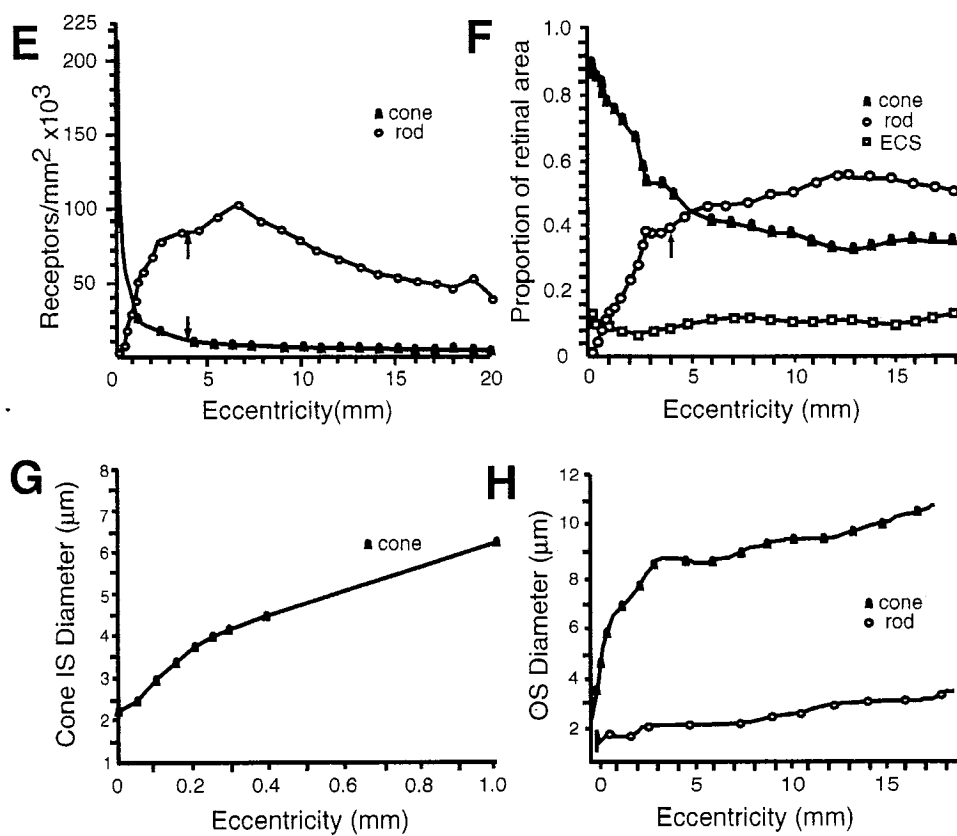 E
225
200
175
150
100
50
0
5
10
15
20
Receptors/mm² x10³
Eccentricity(mm)
cone
rod
F
1.0
0.8
0.6
0.4
0.2
0
0
5
10
15
Proportion of retinal area
Eccentricity (mm)
cone
rod
ECS
G
8
7
6
5
4
3
2
1
0
0.2
0.4
0.6
0.8
1.0
Cone IS Diameter (µm)
Eccentricity (mm)
cone
H
12
10
8
6
4
2
0
5
10
15
OS Diameter (µm)
Eccentricity (mm)
cone
rod